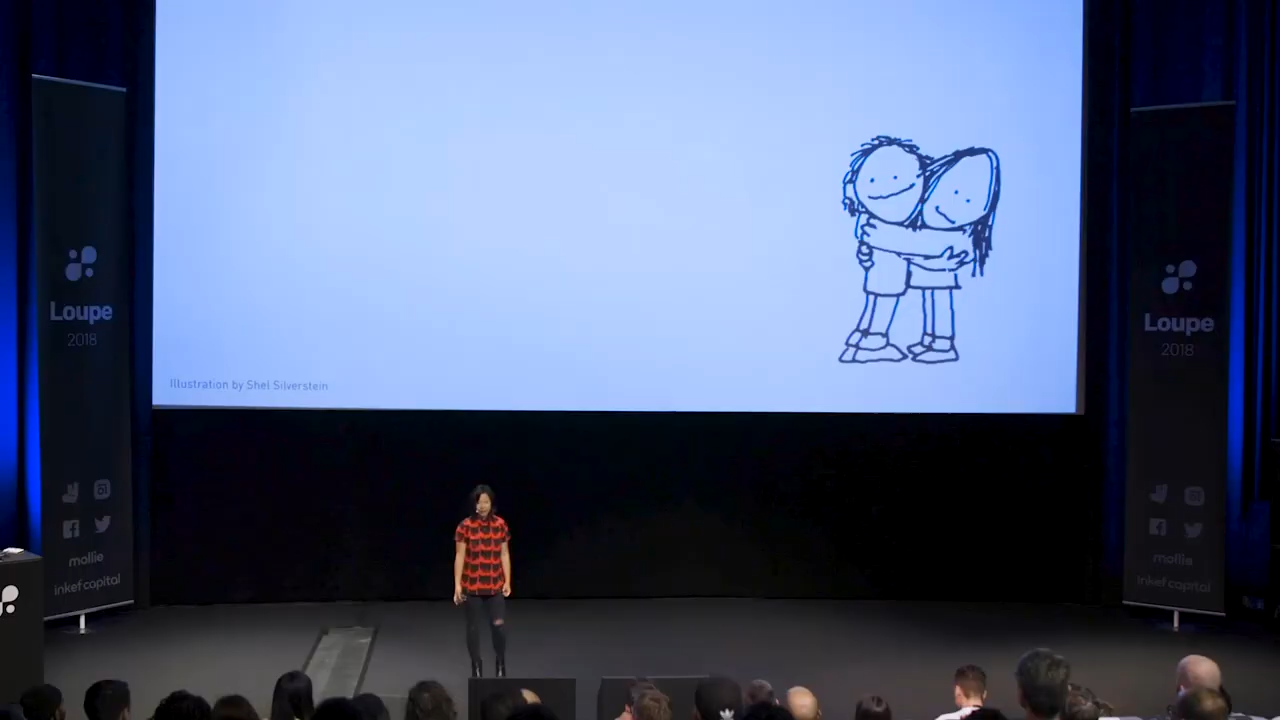 Illustration by Shel Silverstein
Loupe
2018
mollie
inkef capital
Loupe
2018
mollie
inkef capital